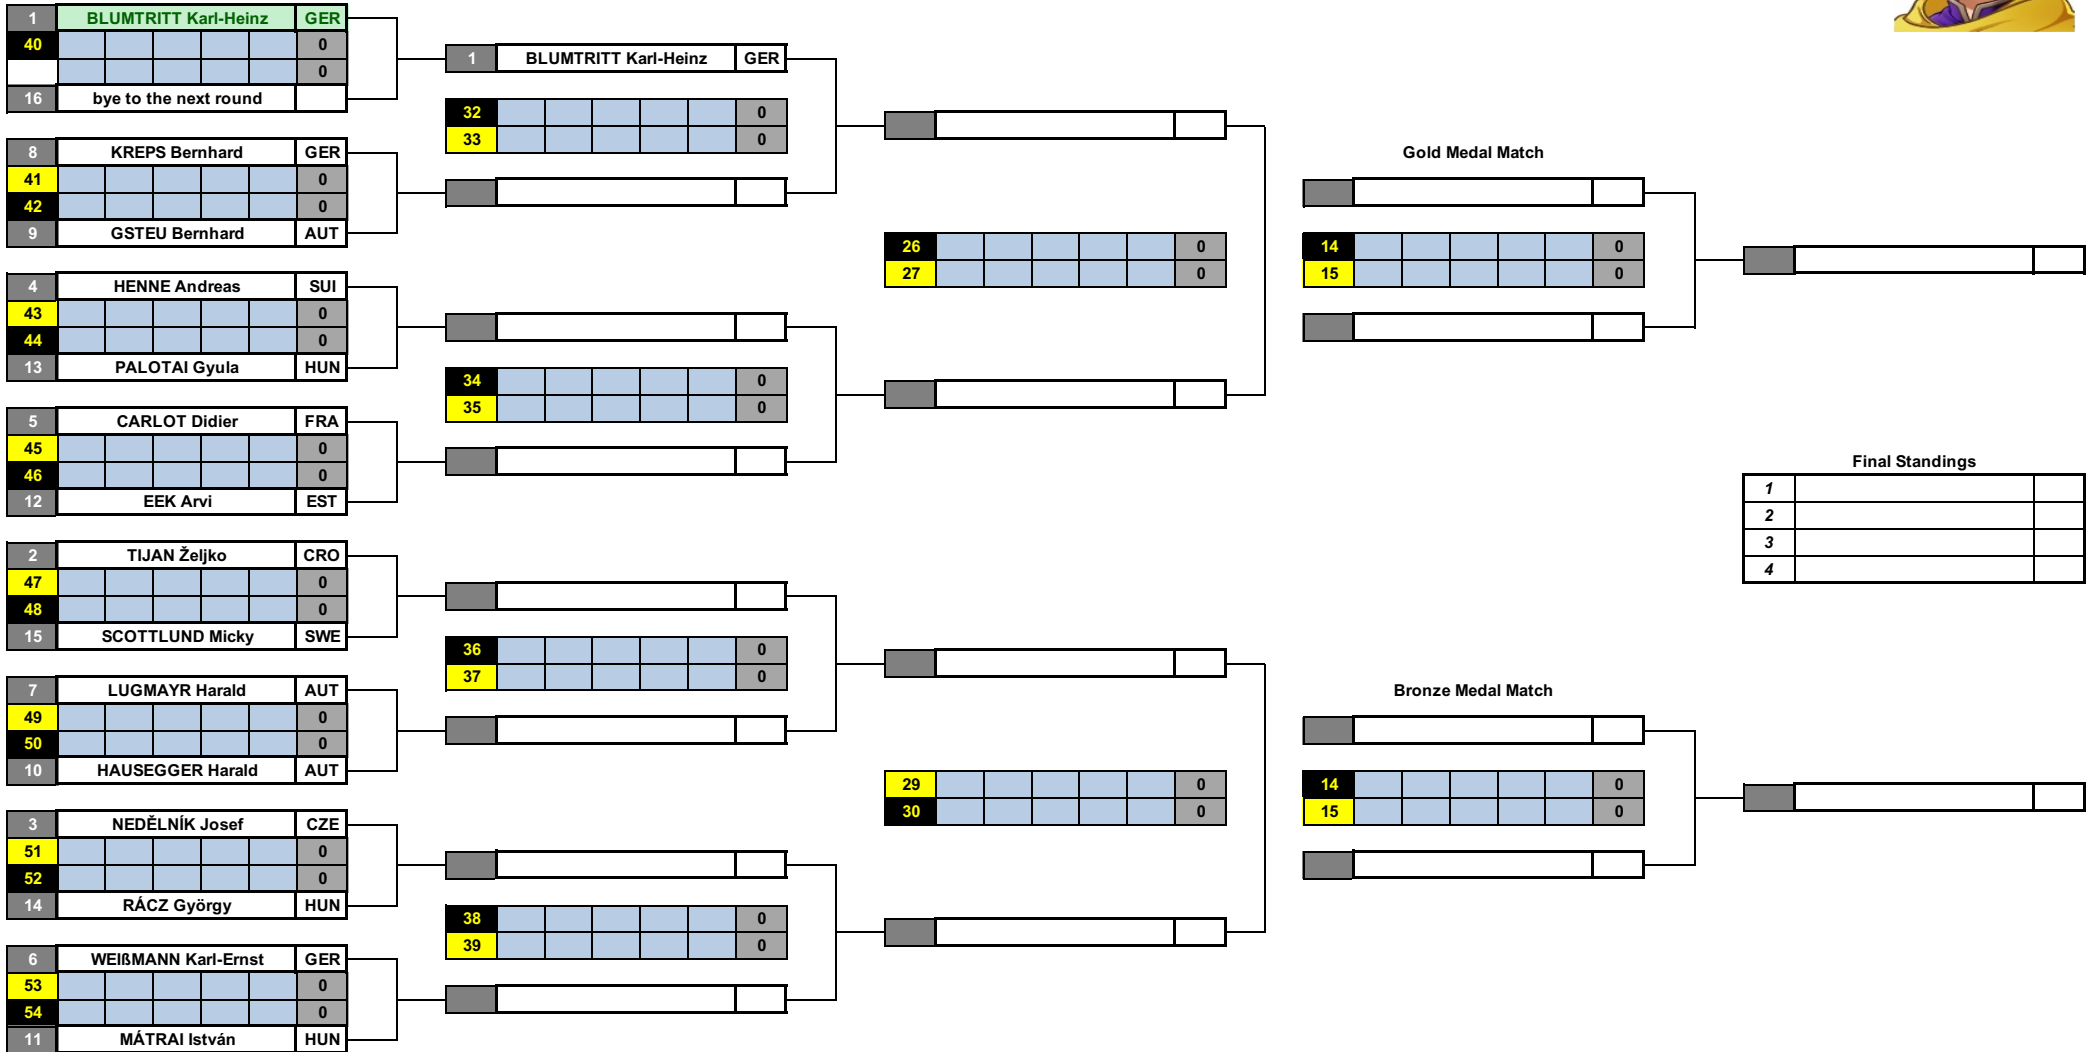 1 BLUMTRITT Karl-Heinz GER
40 0
0
16 bye to the next round
8 KREPS Bernhard GER
41 0
42 0
9 GSTEU Bernhard AUT
4 HENNE Andreas SUI
43 0
44 0
13 PALOTAI Gyula HUN
5 CARLOT Didier FRA
45 0
46 0
12 EEK Arvi EST
2 TIJAN Željko CRO
47 0
48 0
15 SCOTTLUND Micky SWE
7 LUGMAYR Harald AUT
49 0
50 0
10 HAUSEGGER Harald AUT
3 NEDĚLNÍK Josef CZE
51 0
52 0
14 RÁCZ György HUN
6 WEIßMANN Karl-Ernst GER
53 0
54 0
11 MÁTRAI István HUN
1 BLUMTRITT Karl-Heinz GER
32 0
33 0
34 0
35 0
36 0
37 0
38 0
39 0
26 0
27 0
29 0
30 0
Gold Medal Match
14 0
15 0
Bronze Medal Match
14 0
15 0
Final Standings
1
2
3
4